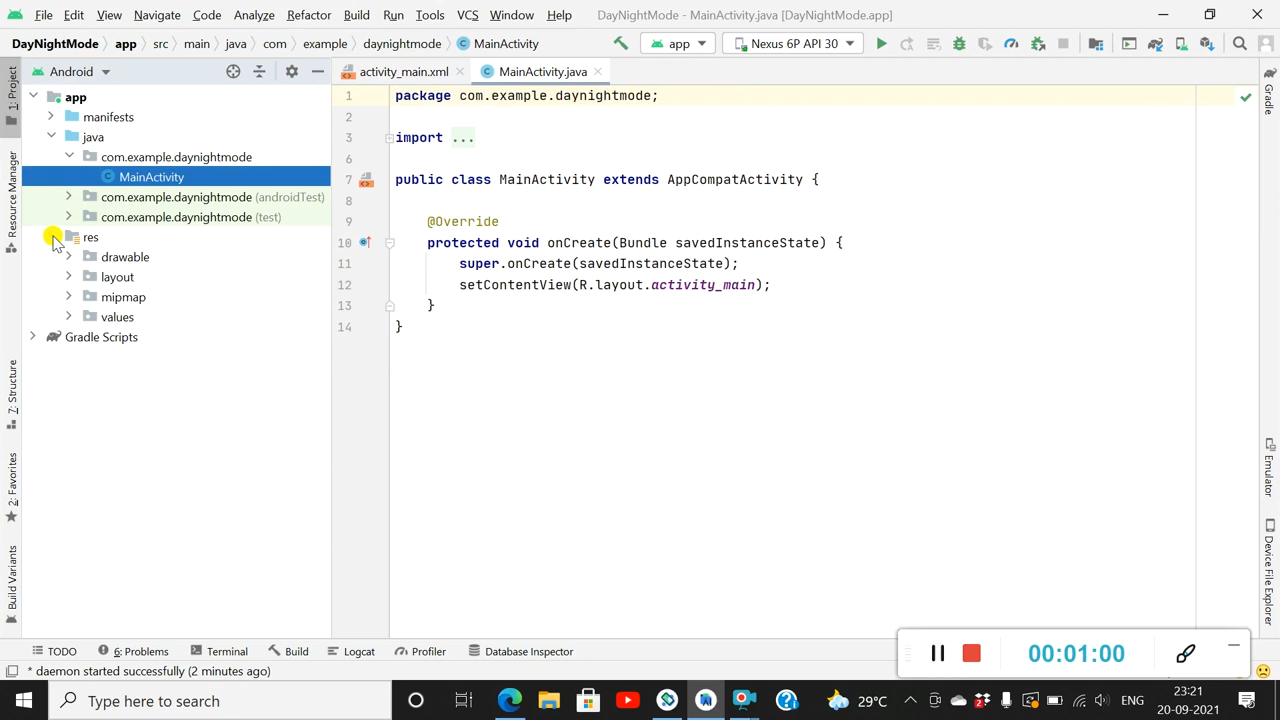 File Edit View Navigate Code Analyze Refactor Build Run Tools VCS Window Help DayNightMode - MainActivity.java [DayNightMode.app]
DayNightMode app src main java com example daynightmode MainActivity app Nexus 6P API 30
Android activity_main.xml MainActivity.java
1: Project
Resource Manager
7: Structure
2: Favorites
Build Variants
app
manifests
java
com.example.daynightmode
MainActivity
com.example.daynightmode (androidTest)
com.example.daynightmode (test)
res
drawable
layout
mipmap
values
Gradle Scripts
1 package com.example.daynightmode;
2
3 import ...
6
7 public class MainActivity extends AppCompatActivity {
8
9 @Override
10 protected void onCreate(Bundle savedInstanceState) {
11 super.onCreate(savedInstanceState);
12 setContentView(R.layout.activity_main);
13 }
14 }
Gradle
Emulator
Device File Explorer
TODO 6: Problems Terminal Build Logcat Profiler Database Inspector
00:01:00
* daemon started successfully (2 minutes ago)
Type here to search 29°C ENG 23:21
20-09-2021